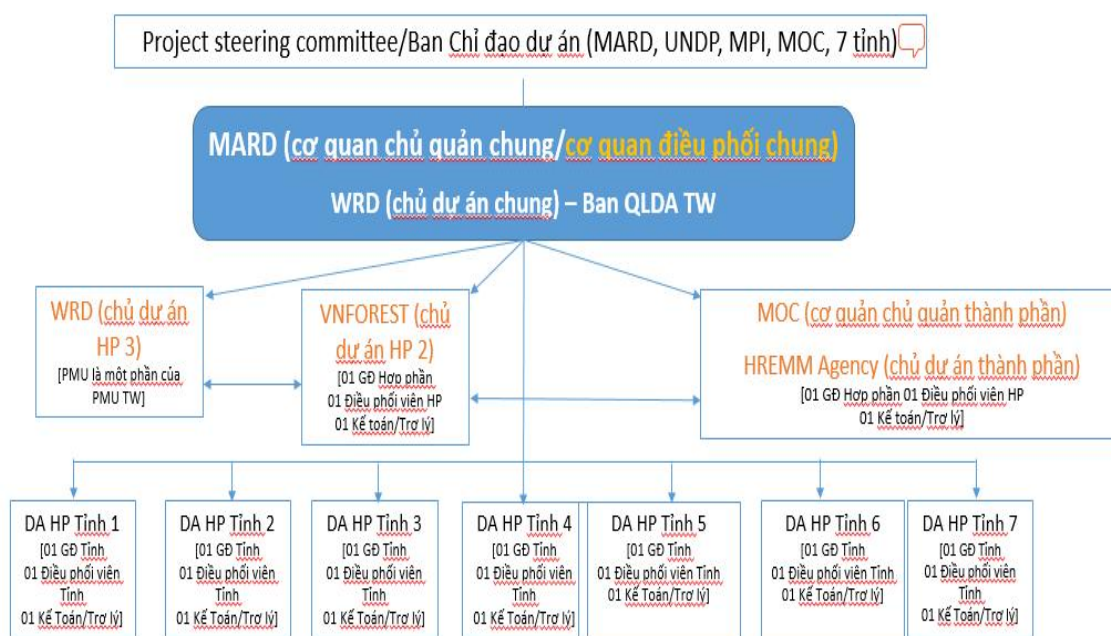 Project steering committee/Ban Chỉ đạo dự án (MARD, UNDP, MPI, MOC, 7 tỉnh)
MARD (cơ quan chủ quản chung/cơ quan điều phối chung)
WRD (chủ dự án chung) – Ban QLDA TW
WRD (chủ dự án
HP 3)
[PMU là một phần của
PMU TW]
VNFOREST (chủ
dự án HP 2)
[01 GĐ Hợp phần
01 Điều phối viên HP
01 Kế toán/Trợ lý]
MOC (cơ quản chủ quản thành phần)
HREMM Agency (chủ dự án thành phần)
[01 GĐ Hợp phần 01 Điều phối viên HP
01 Kế toán/Trợ lý]
DA HP Tỉnh 1
[01 GĐ Tỉnh
01 Điều phối viên
Tỉnh
01 Kế Toán/Trợ lý]
DA HP Tỉnh 2
[01 GĐ Tỉnh
01 Điều phối viên
Tỉnh
01 Kế Toán/Trợ lý]
DA HP Tỉnh 3
[01 GĐ Tỉnh
01 Điều phối viên
Tỉnh
01 Kế Toán/Trợ lý]
DA HP Tỉnh 4
[01 GĐ Tỉnh
01 Điều phối viên
Tỉnh
01 Kế Toán/Trợ lý]
DA HP Tỉnh 5
[01 GĐ Tỉnh
01 Điều phối viên Tỉnh
01 Kế Toán/Trợ lý]
DA HP Tỉnh 6
[01 GĐ Tỉnh
01 Điều phối viên Tỉnh
01 Kế Toán/Trợ lý]
DA HP Tỉnh 7
[01 GĐ Tỉnh
01 Điều phối viên
Tỉnh
01 Kế Toán/Trợ lý]